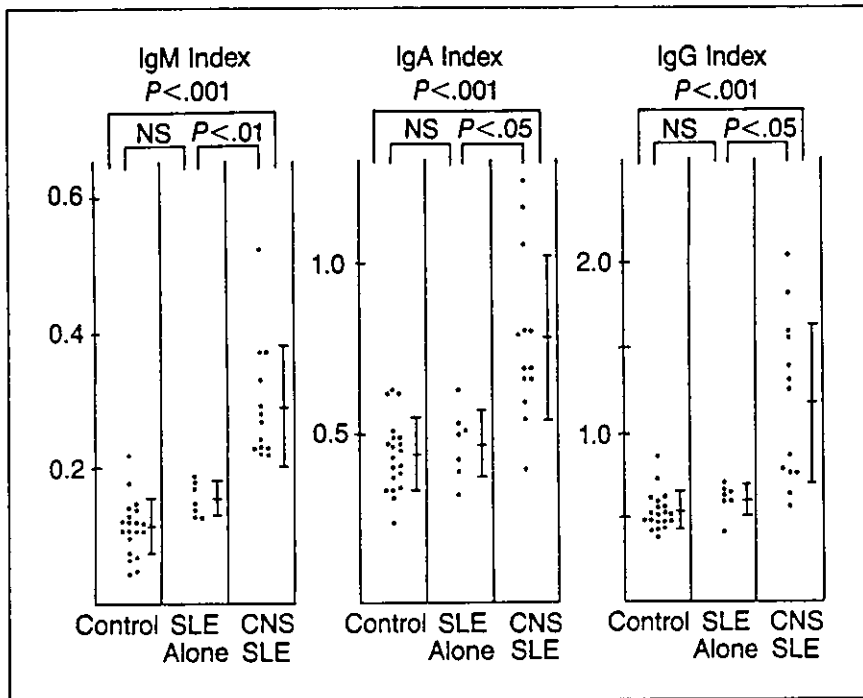 IgM Index
P<.001
NS P<.01
0.6
0.4
0.2
Control SLE CNS
Alone SLE
IgA Index
P<.001
NS P<.05
1.0
0.5
Control SLE CNS
Alone SLE
IgG Index
P<.001
NS P<.05
2.0
1.0
Control SLE CNS
Alone SLE